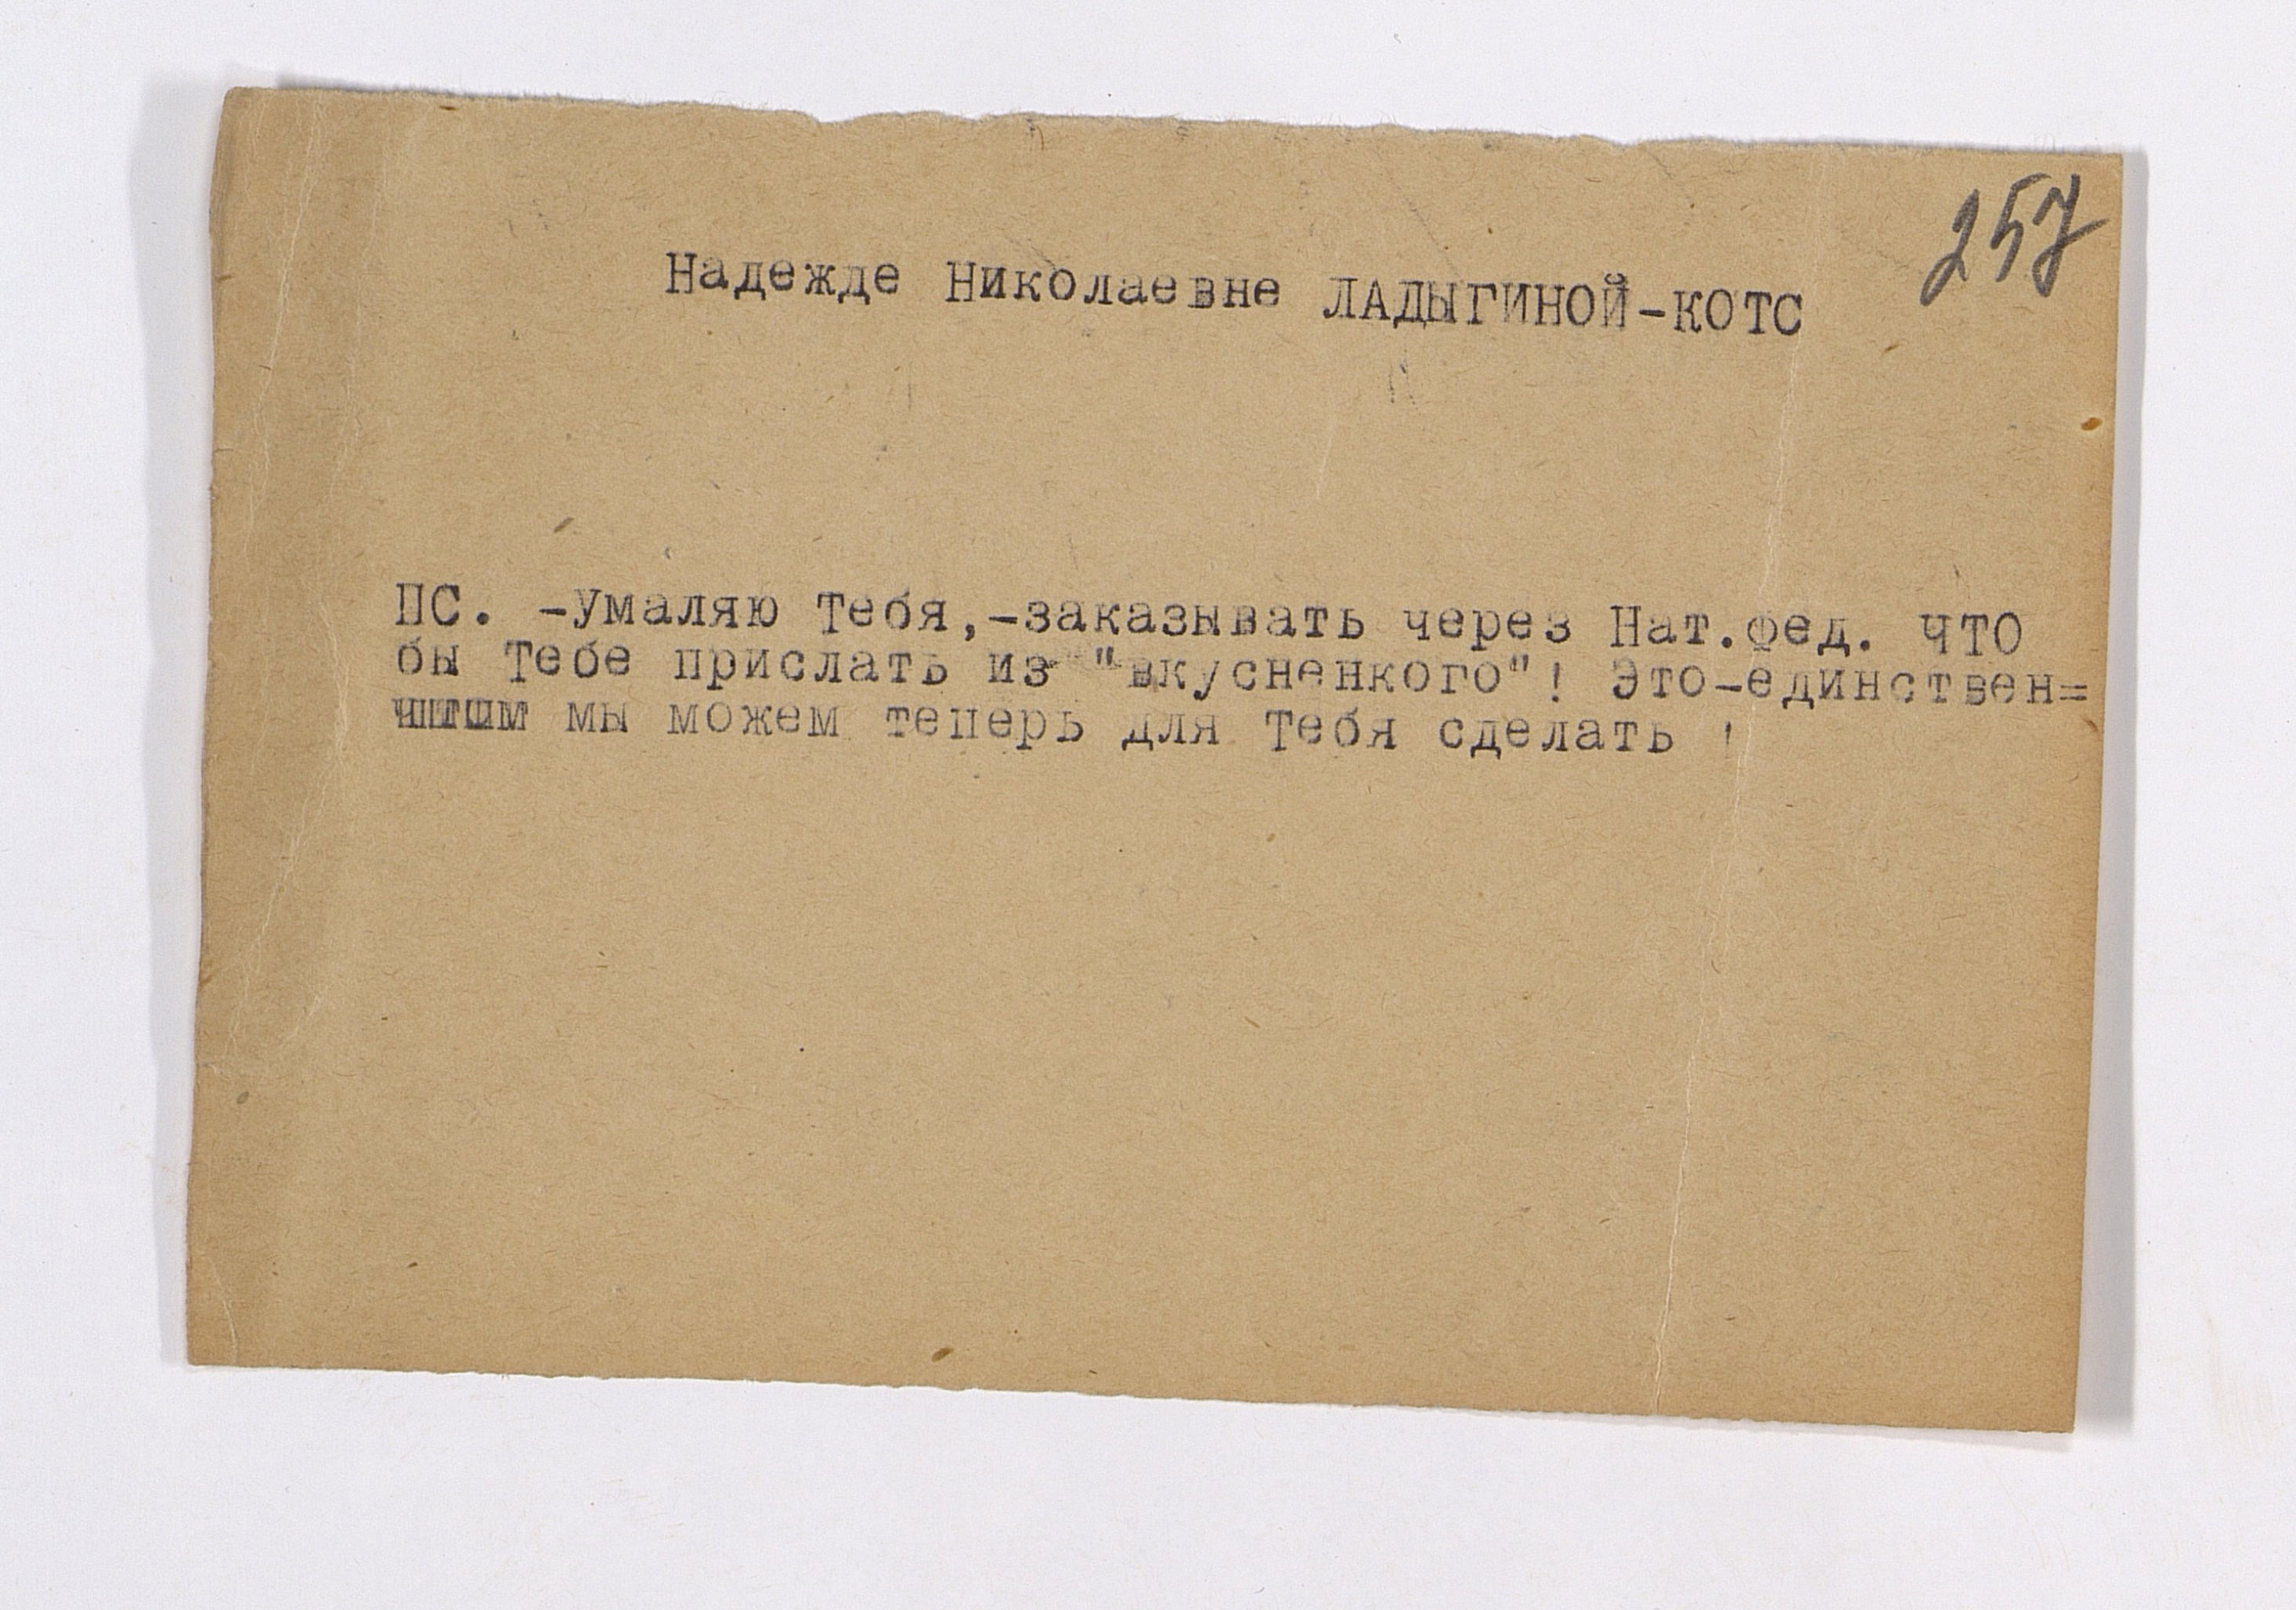 257
Надежде Николаевне ЛАДЫГИНОЙ-КОТС
ПС. -Умаляю Тебя,-заказывать через Нат.Фед. ЧТО
бы Тебе прислать из "вкусненкого"! Это-единствен=
мы можем теперь для Тебя сделать !